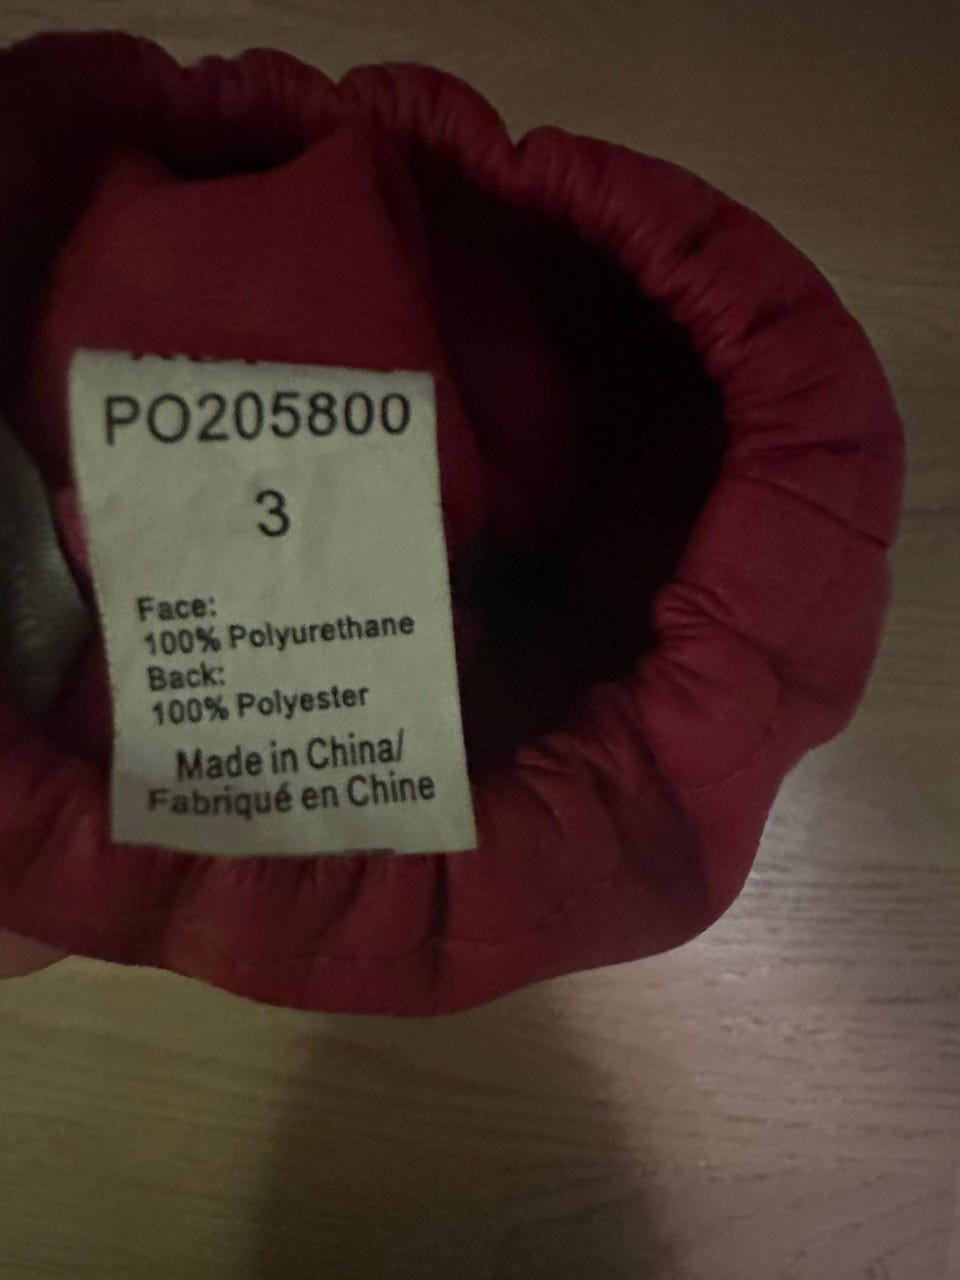 PO205800
3
Face:
100% Polyurethane
Back:
100% Polyester
Made in China/
Fabriqué en Chine